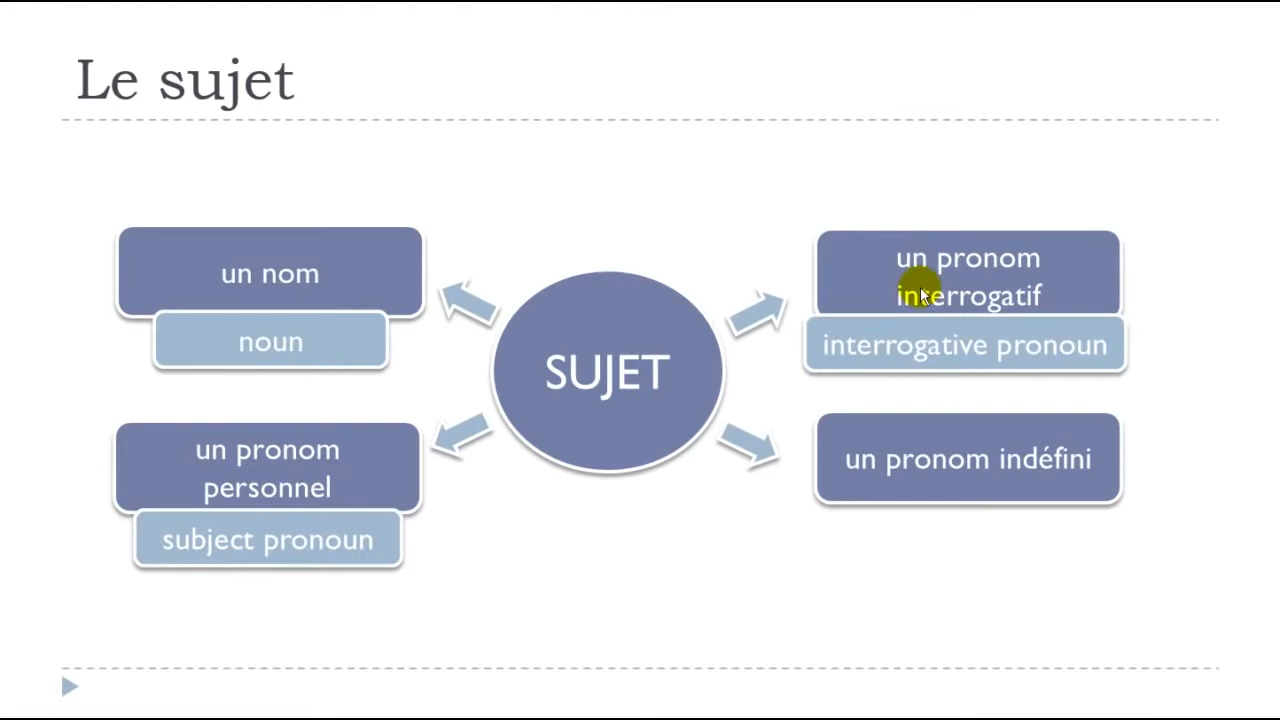 Le sujet
un nom
noun
un pronom
personnel
subject pronoun
SUJET
un pronom
interrogatif
interrogative pronoun
un pronom indéfini